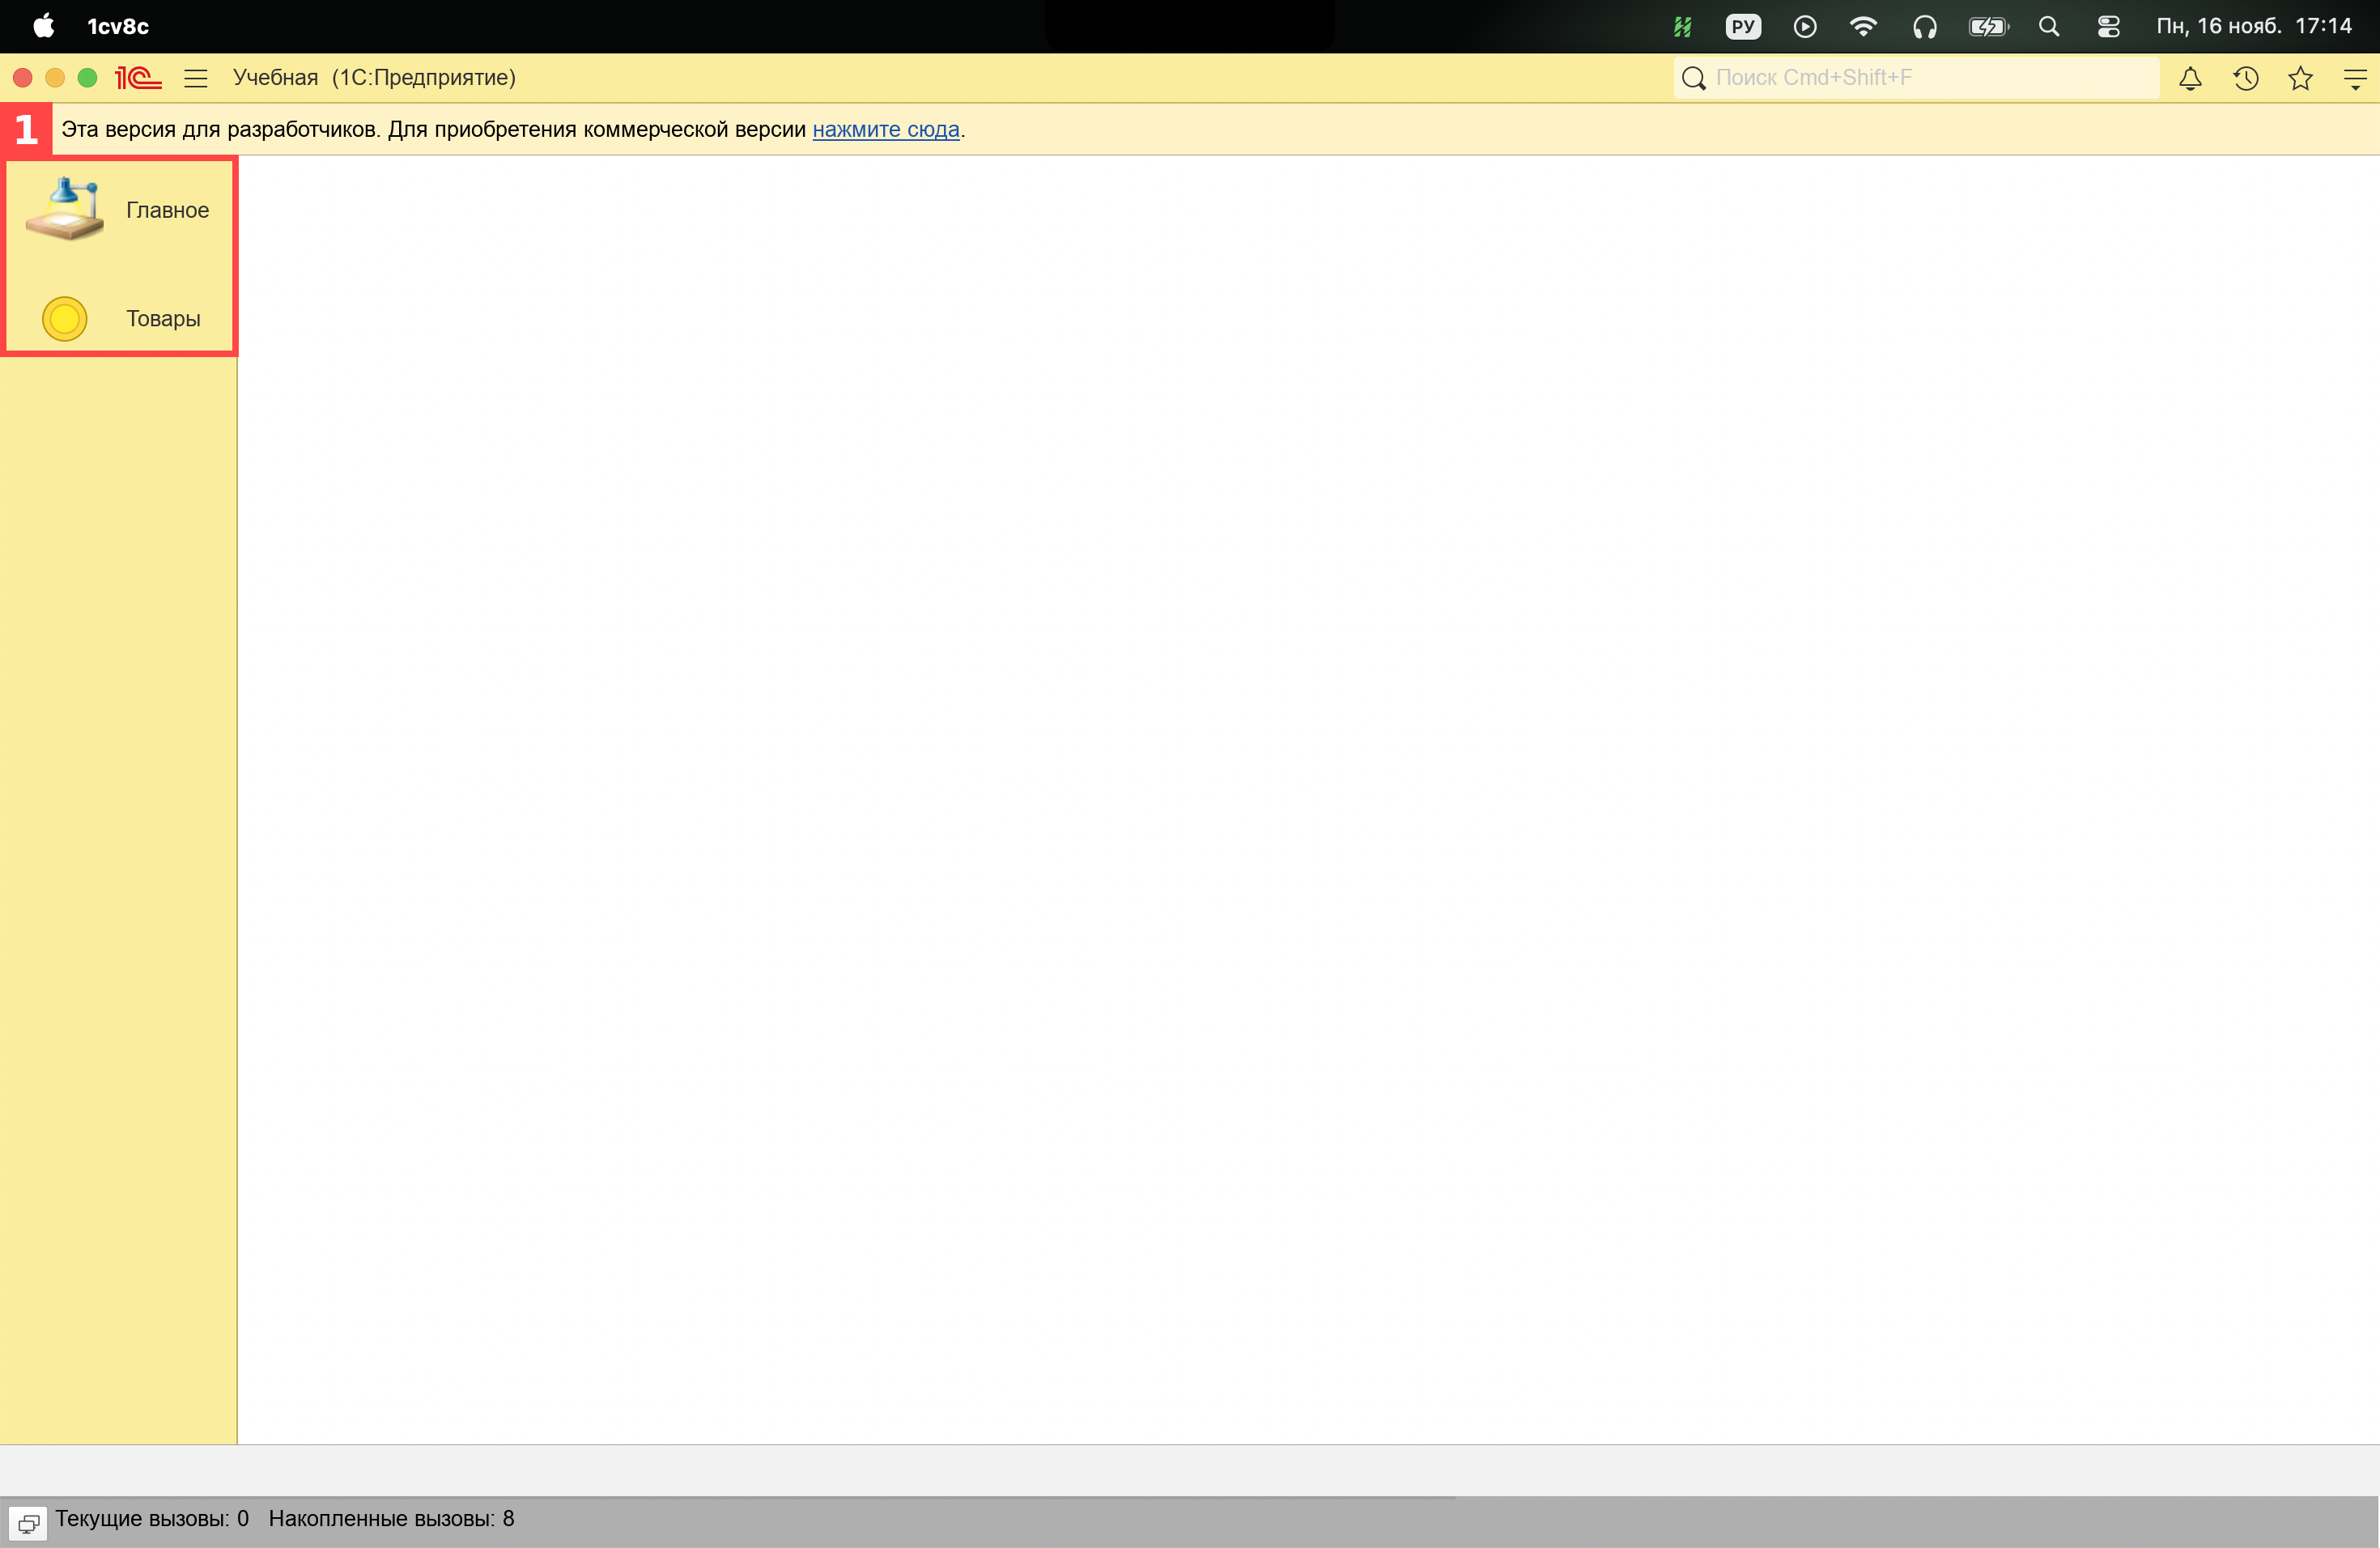 1cv8c
РУ
Пн, 16 нояб. 17:14
1С
Учебная (1С:Предприятие)
Поиск Cmd+Shift+F
1
Эта версия для разработчиков. Для приобретения коммерческой версии нажмите сюда.
Главное
Товары
Текущие вызовы: 0 Накопленные вызовы: 8